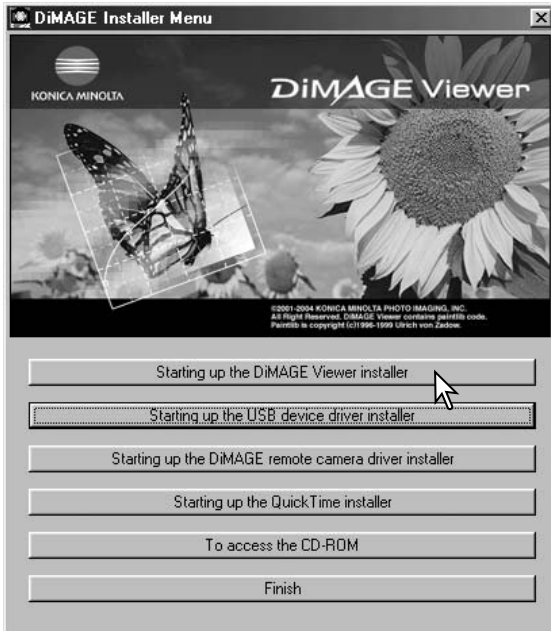 DiMAGE Installer Menu
KONICA MINOLTA
DiMAGE Viewer
©2001-2004 KONICA MINOLTA PHOTO IMAGING, INC.
All Right Reserved. DiMAGE Viewer contains paintlib code.
Paintlib is copyright (c)1996-1999 Ulrich von Zadow.
Starting up the DiMAGE Viewer installer
Starting up the USB device driver installer
Starting up the DiMAGE remote camera driver installer
Starting up the QuickTime installer
To access the CD-ROM
Finish